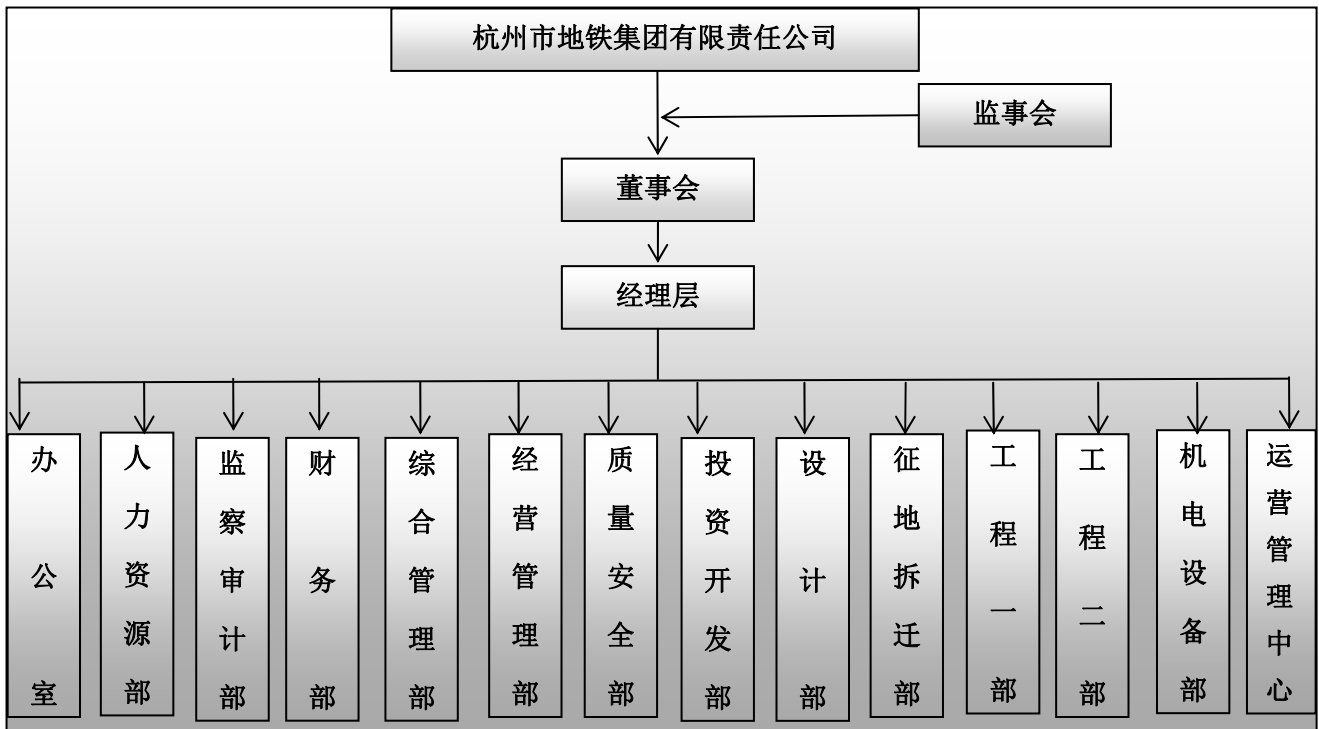 杭州市地铁集团有限责任公司
监事会
董事会
经理层
办公室
人力资源部
监察审计部
财务部
综合管理部
经营管理部
质量安全部
投资开发部
设计部
征地拆迁部
工程一部
工程二部
机电设备部
运营管理中心